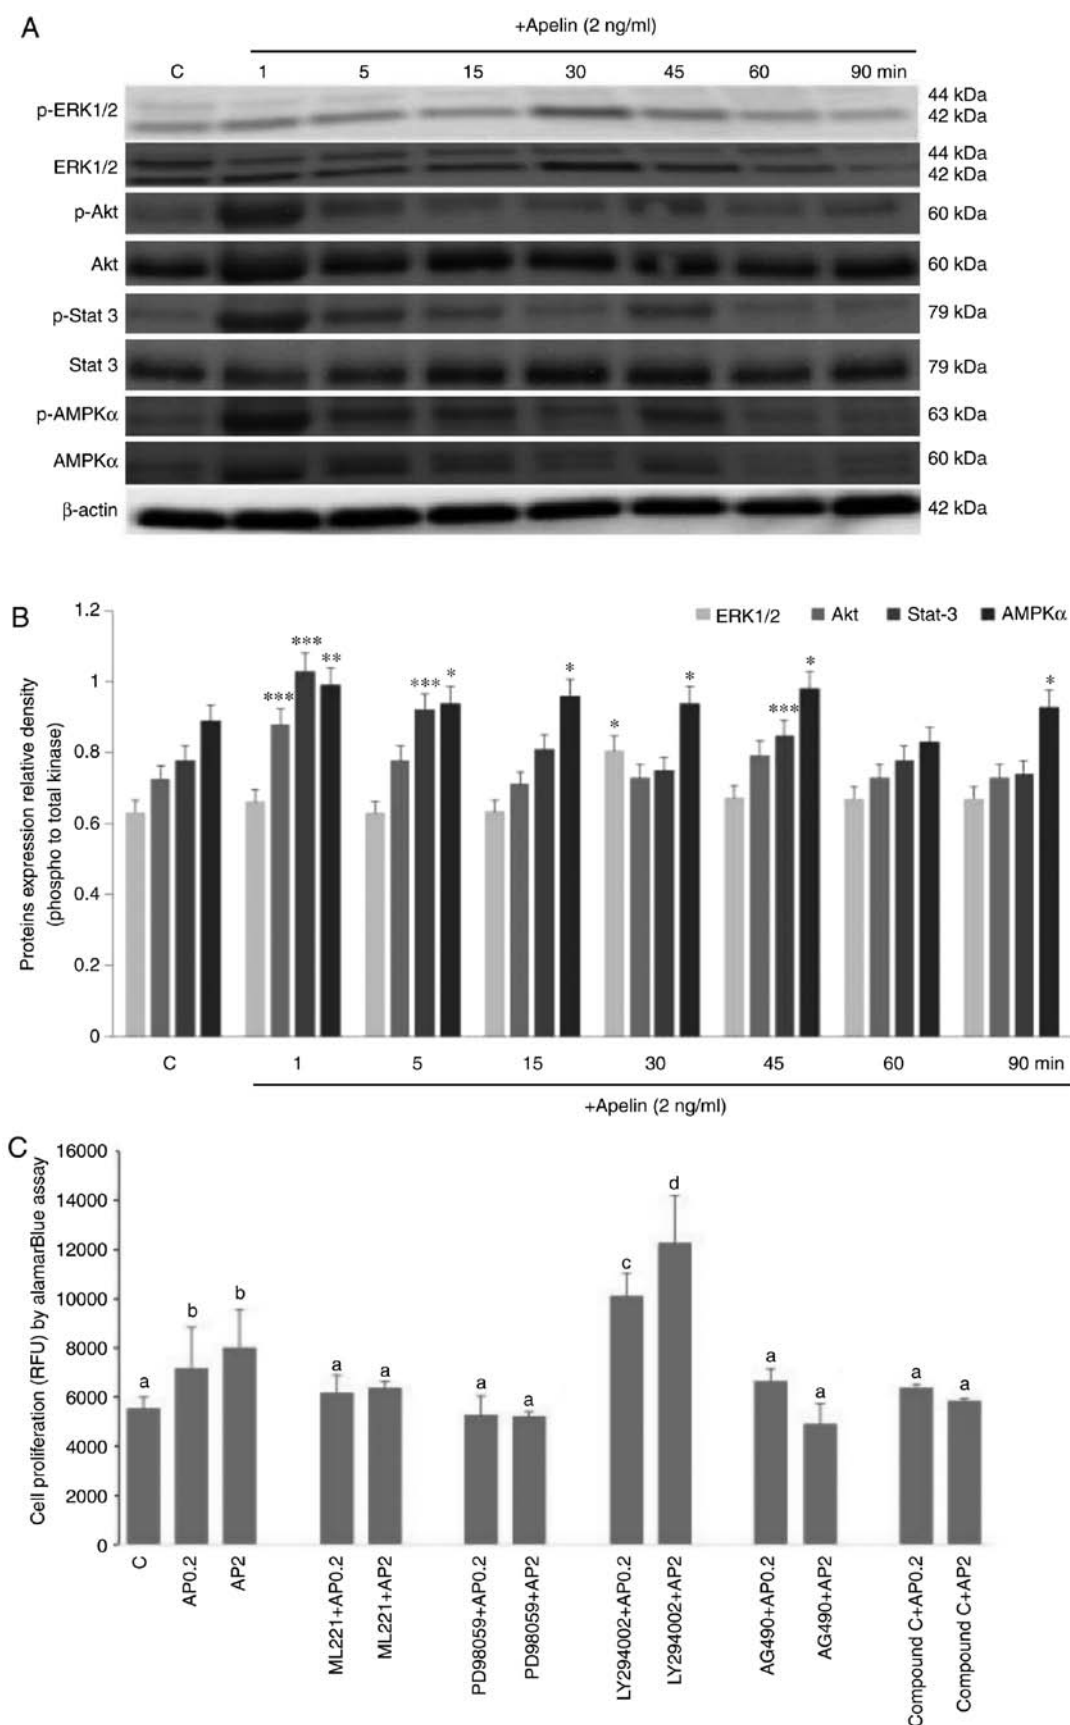 A
+Apelin (2 ng/ml)
C 1 5 15 30 45 60 90 min
p-ERK1/2 44 kDa
42 kDa
ERK1/2 44 kDa
42 kDa
p-Akt 60 kDa
Akt 60 kDa
p-Stat 3 79 kDa
Stat 3 79 kDa
p-AMPKα 63 kDa
AMPKα 60 kDa
β-actin 42 kDa
B
Proteins expression relative density
(phospho to total kinase)
1.2
1
0.8
0.6
0.4
0.2
0
ERK1/2 Akt Stat-3 AMPKα
*** *** **
*** *
*
* *
*** *
*
C 1 5 15 30 45 60 90 min
+Apelin (2 ng/ml)
C
Cell proliferation (RFU) by alamarBlue assay
16000
14000
12000
10000
8000
6000
4000
2000
0
a b b a a a a c d a a a a
C
AP0.2
AP2
ML221+AP0.2
ML221+AP2
PD98059+AP0.2
PD98059+AP2
LY294002+AP0.2
LY294002+AP2
AG490+AP0.2
AG490+AP2
Compound C+AP0.2
Compound C+AP2